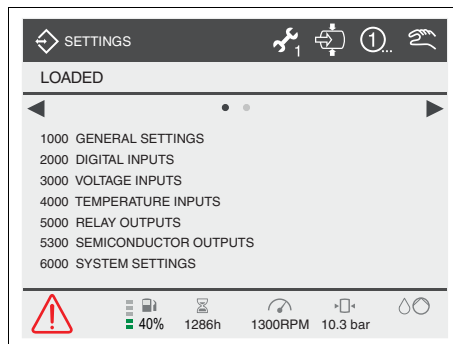 SETTINGS
1
1...
LOADED
1000 GENERAL SETTINGS
2000 DIGITAL INPUTS
3000 VOLTAGE INPUTS
4000 TEMPERATURE INPUTS
5000 RELAY OUTPUTS
5300 SEMICONDUCTOR OUTPUTS
6000 SYSTEM SETTINGS
40% 1286h 1300RPM 10.3 bar